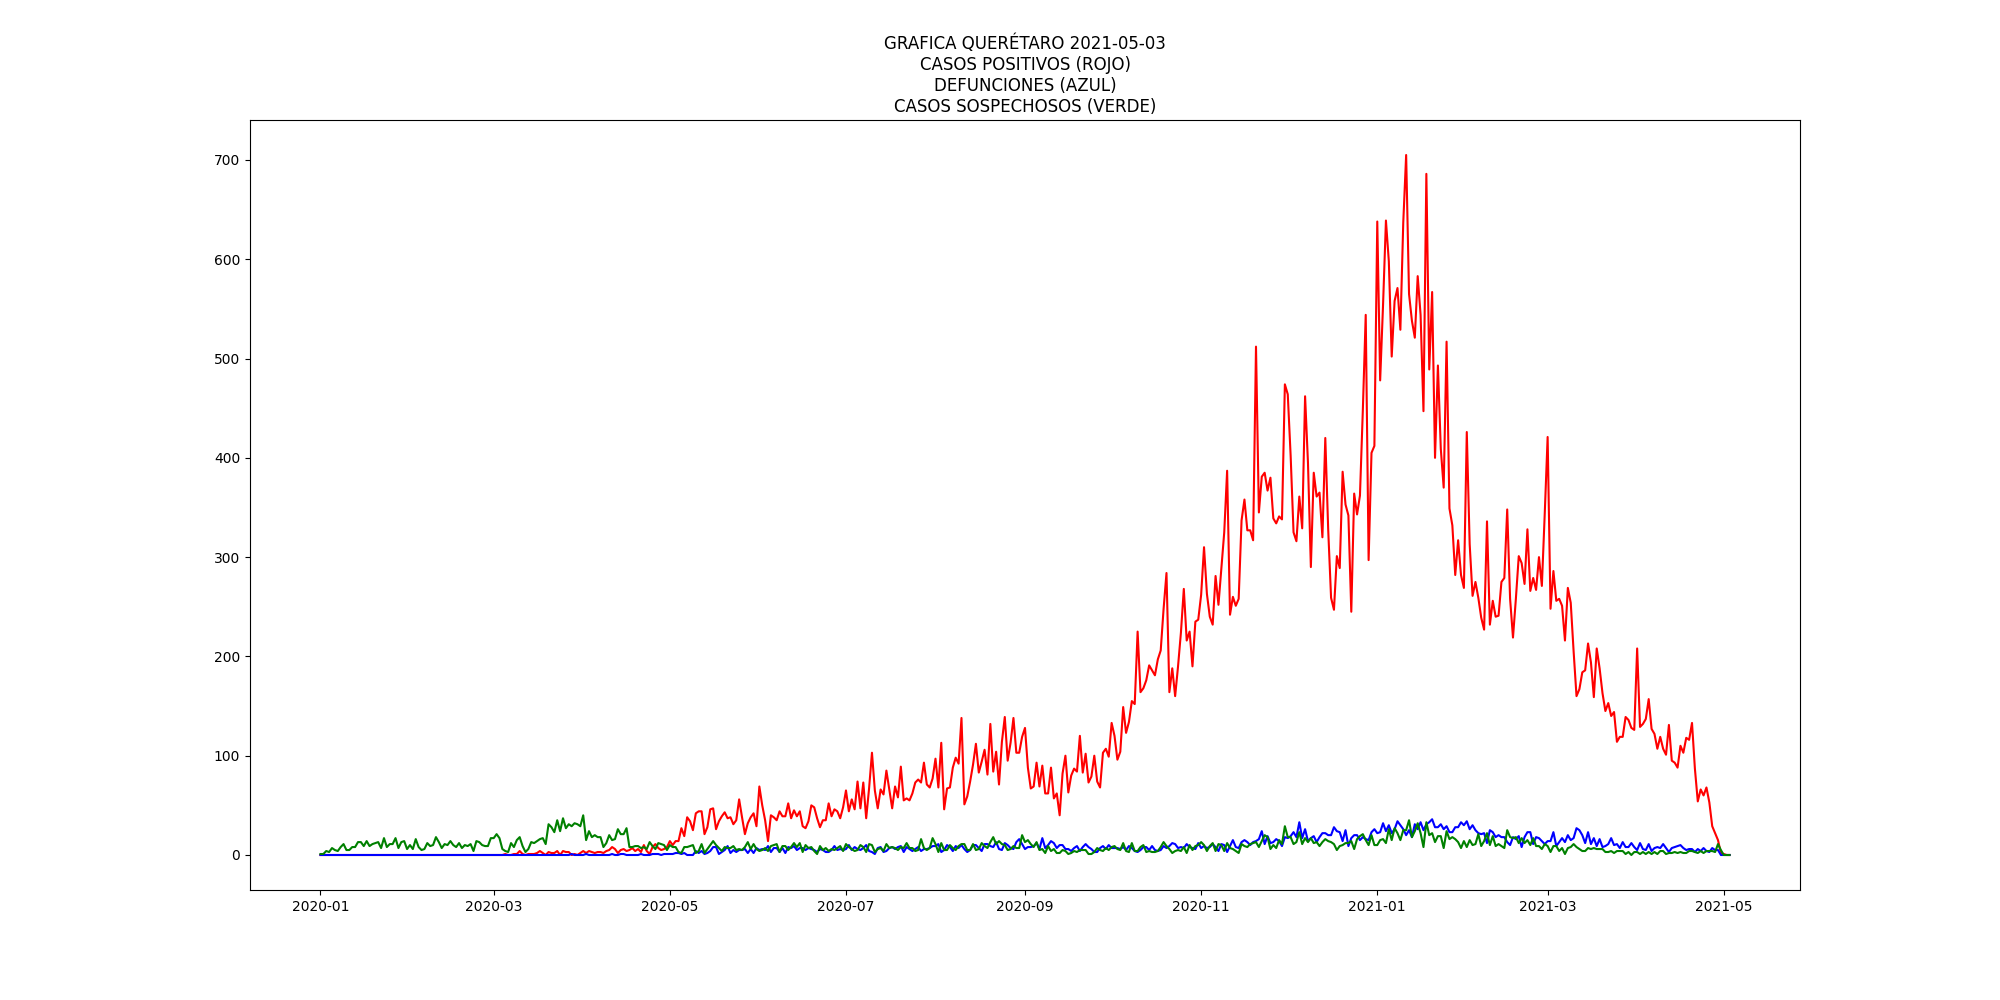 GRAFICA QUERÉTARO 2021-05-03
CASOS POSITIVOS (ROJO)
DEFUNCIONES (AZUL)
CASOS SOSPECHOSOS (VERDE)
700
600
500
400
300
200
100
0
2020-01 2020-03 2020-05 2020-07 2020-09 2020-11 2021-01 2021-03 2021-05